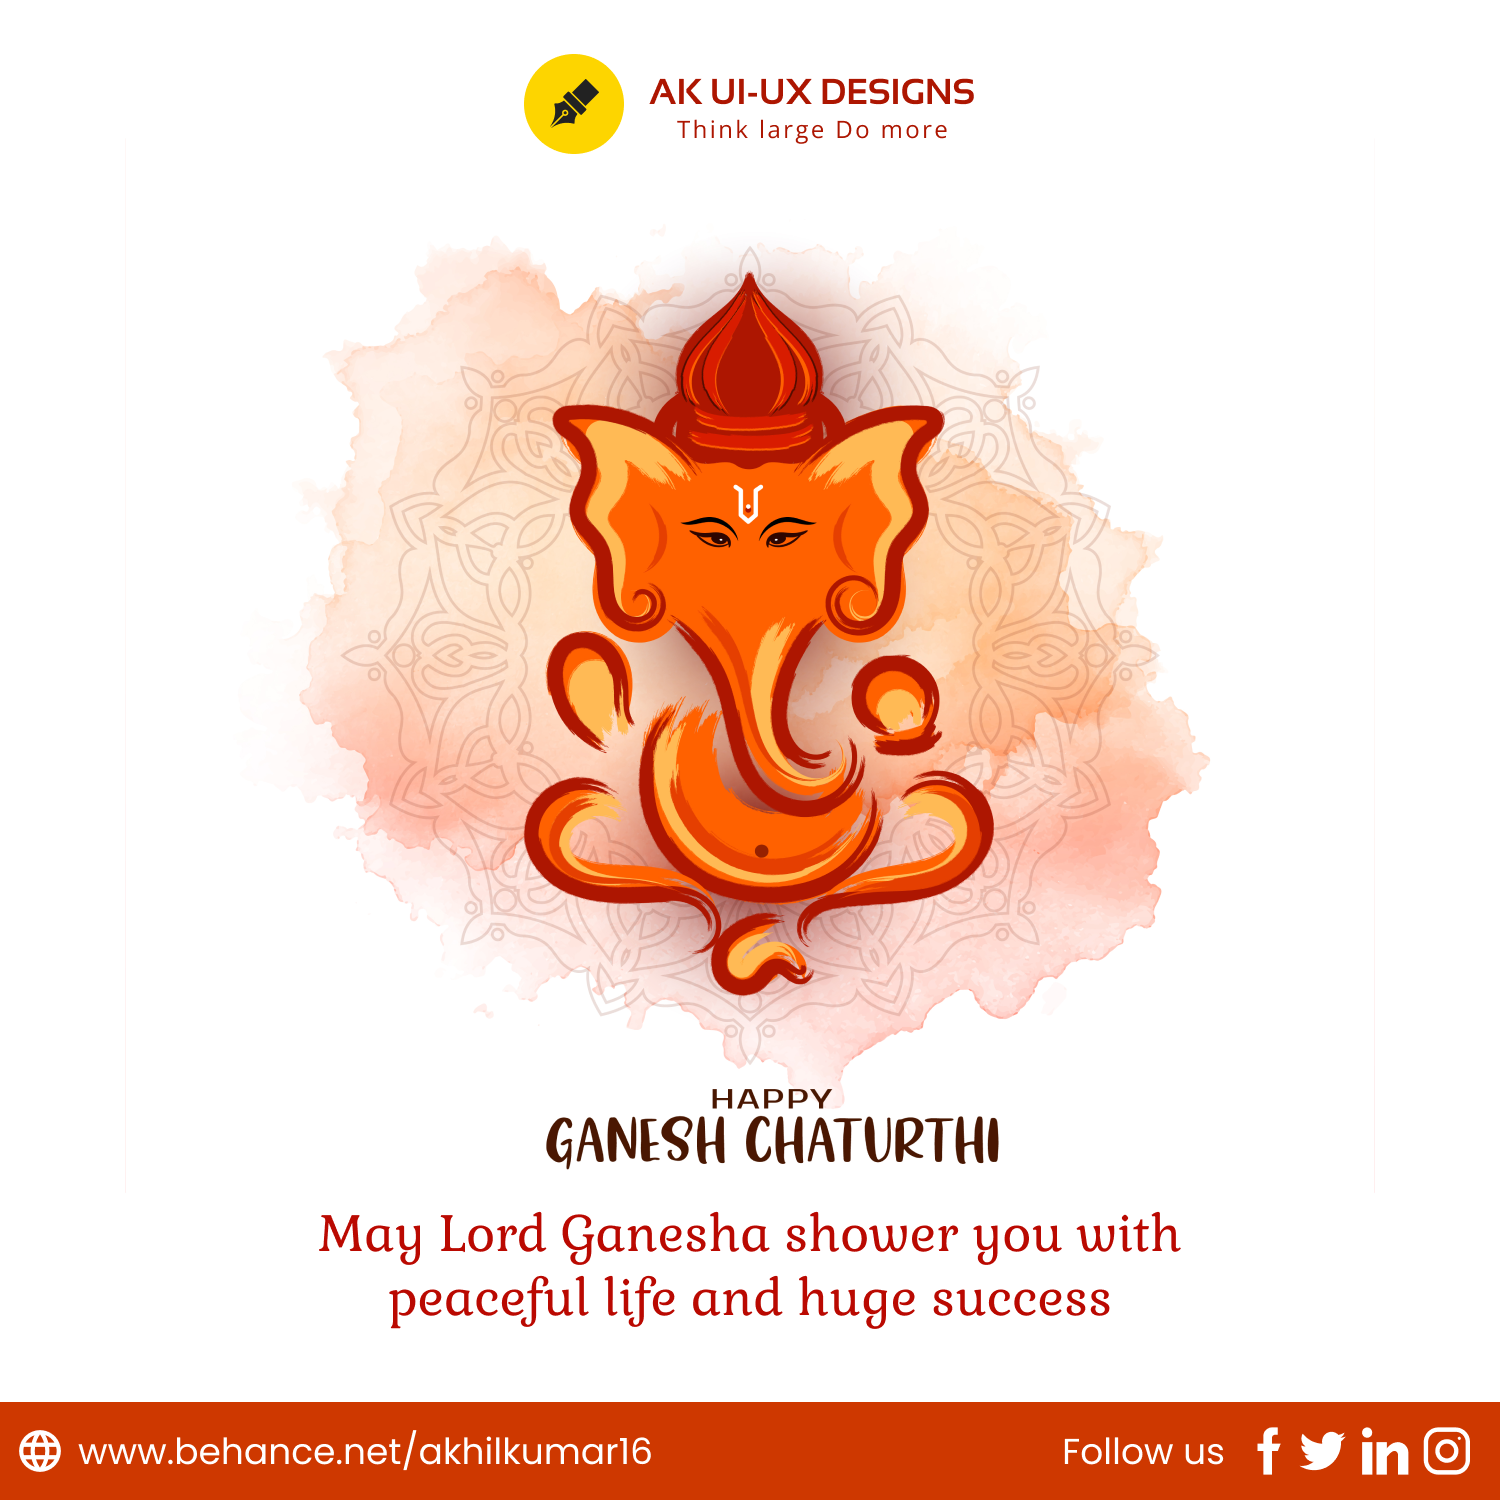 AK UI-UX DESIGNS
Think large Do more
HAPPY
GANESH CHATURTHI
May Lord Ganesha shower you with
peaceful life and huge success
www.behance.net/akhilkumar16
Follow us